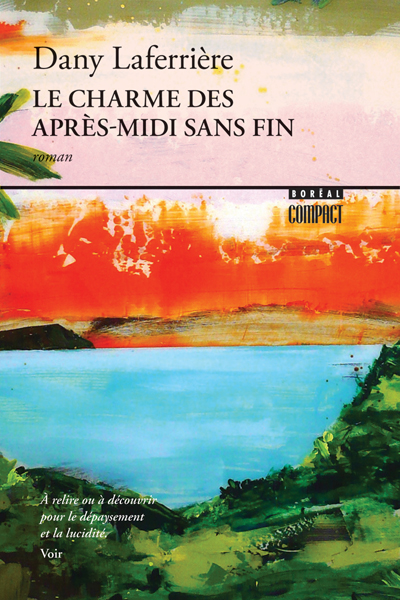 Dany Laferrière
LE CHARME DES
APRÈS-MIDI SANS FIN
roman
BORÉAL
COMPACT
À relire ou à découvrir
pour le dépaysement
et la lucidité.
Voir